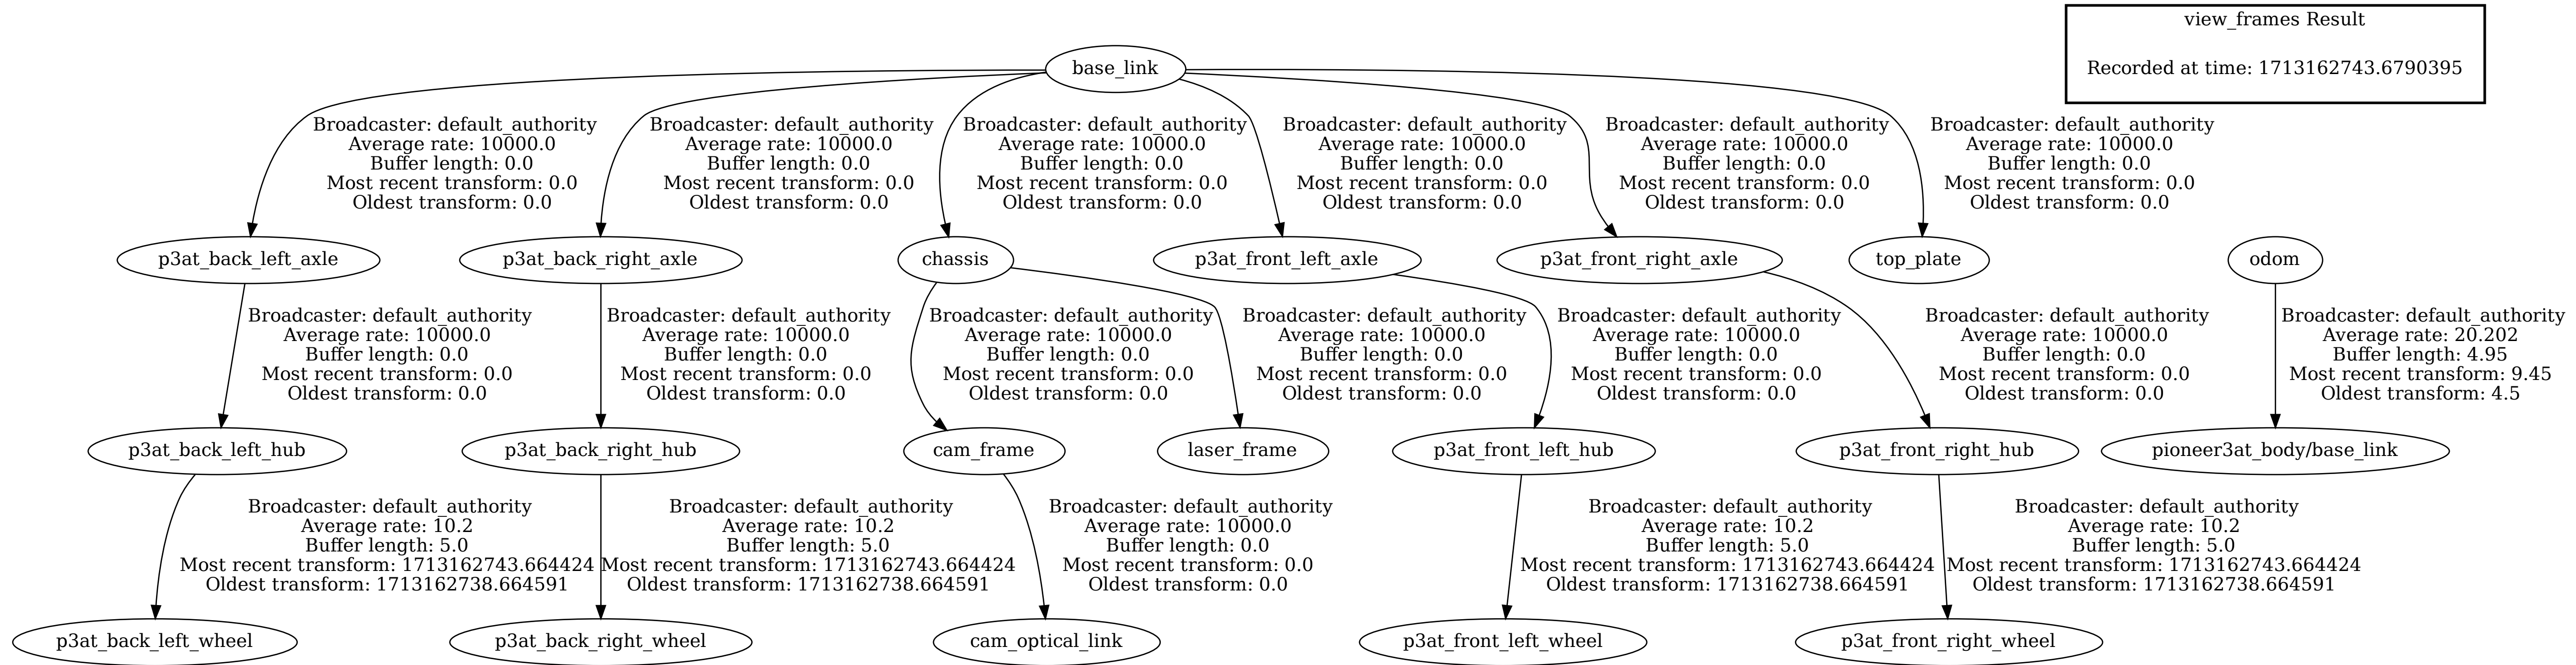 view_frames Result
Recorded at time: 1713162743.6790395
base_link
Broadcaster: default_authority
Average rate: 10000.0
Buffer length: 0.0
Most recent transform: 0.0
Oldest transform: 0.0
Broadcaster: default_authority
Average rate: 10000.0
Buffer length: 0.0
Most recent transform: 0.0
Oldest transform: 0.0
Broadcaster: default_authority
Average rate: 10000.0
Buffer length: 0.0
Most recent transform: 0.0
Oldest transform: 0.0
Broadcaster: default_authority
Average rate: 10000.0
Buffer length: 0.0
Most recent transform: 0.0
Oldest transform: 0.0
Broadcaster: default_authority
Average rate: 10000.0
Buffer length: 0.0
Most recent transform: 0.0
Oldest transform: 0.0
Broadcaster: default_authority
Average rate: 10000.0
Buffer length: 0.0
Most recent transform: 0.0
Oldest transform: 0.0
p3at_back_left_axle
p3at_back_right_axle
chassis
p3at_front_left_axle
p3at_front_right_axle
top_plate
odom
Broadcaster: default_authority
Average rate: 10000.0
Buffer length: 0.0
Most recent transform: 0.0
Oldest transform: 0.0
Broadcaster: default_authority
Average rate: 10000.0
Buffer length: 0.0
Most recent transform: 0.0
Oldest transform: 0.0
Broadcaster: default_authority
Average rate: 10000.0
Buffer length: 0.0
Most recent transform: 0.0
Oldest transform: 0.0
Broadcaster: default_authority
Average rate: 10000.0
Buffer length: 0.0
Most recent transform: 0.0
Oldest transform: 0.0
Broadcaster: default_authority
Average rate: 10000.0
Buffer length: 0.0
Most recent transform: 0.0
Oldest transform: 0.0
Broadcaster: default_authority
Average rate: 10000.0
Buffer length: 0.0
Most recent transform: 0.0
Oldest transform: 0.0
Broadcaster: default_authority
Average rate: 20.202
Buffer length: 4.95
Most recent transform: 9.45
Oldest transform: 4.5
p3at_back_left_hub
p3at_back_right_hub
cam_frame
laser_frame
p3at_front_left_hub
p3at_front_right_hub
pioneer3at_body/base_link
Broadcaster: default_authority
Average rate: 10.2
Buffer length: 5.0
Most recent transform: 1713162743.664424
Oldest transform: 1713162738.664591
Broadcaster: default_authority
Average rate: 10.2
Buffer length: 5.0
Most recent transform: 1713162743.664424
Oldest transform: 1713162738.664591
Broadcaster: default_authority
Average rate: 10000.0
Buffer length: 0.0
Most recent transform: 0.0
Oldest transform: 0.0
Broadcaster: default_authority
Average rate: 10.2
Buffer length: 5.0
Most recent transform: 1713162743.664424
Oldest transform: 1713162738.664591
Broadcaster: default_authority
Average rate: 10.2
Buffer length: 5.0
Most recent transform: 1713162743.664424
Oldest transform: 1713162738.664591
p3at_back_left_wheel
p3at_back_right_wheel
cam_optical_link
p3at_front_left_wheel
p3at_front_right_wheel